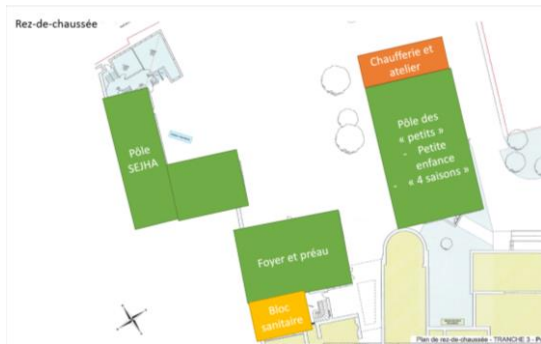 Rez-de-chaussée
Chaufferie et
atelier
Pôle des
« petits »
- Petite
enfance
- « 4 saisons »
Pôle
SEJHA
Foyer et préau
Bloc
sanitaire
Plan de rez-de-chaussée - TRANCHE 3 -